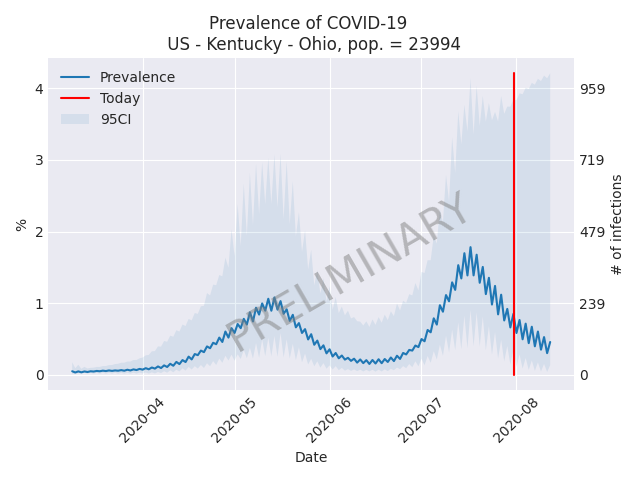 Prevalence of COVID-19
US - Kentucky - Ohio, pop. = 23994
Prevalence
Today
95CI
PRELIMINARY
%
4
3
2
1
0
959
719
479
239
0
# of infections
2020-04
2020-05
2020-06
2020-07
2020-08
Date